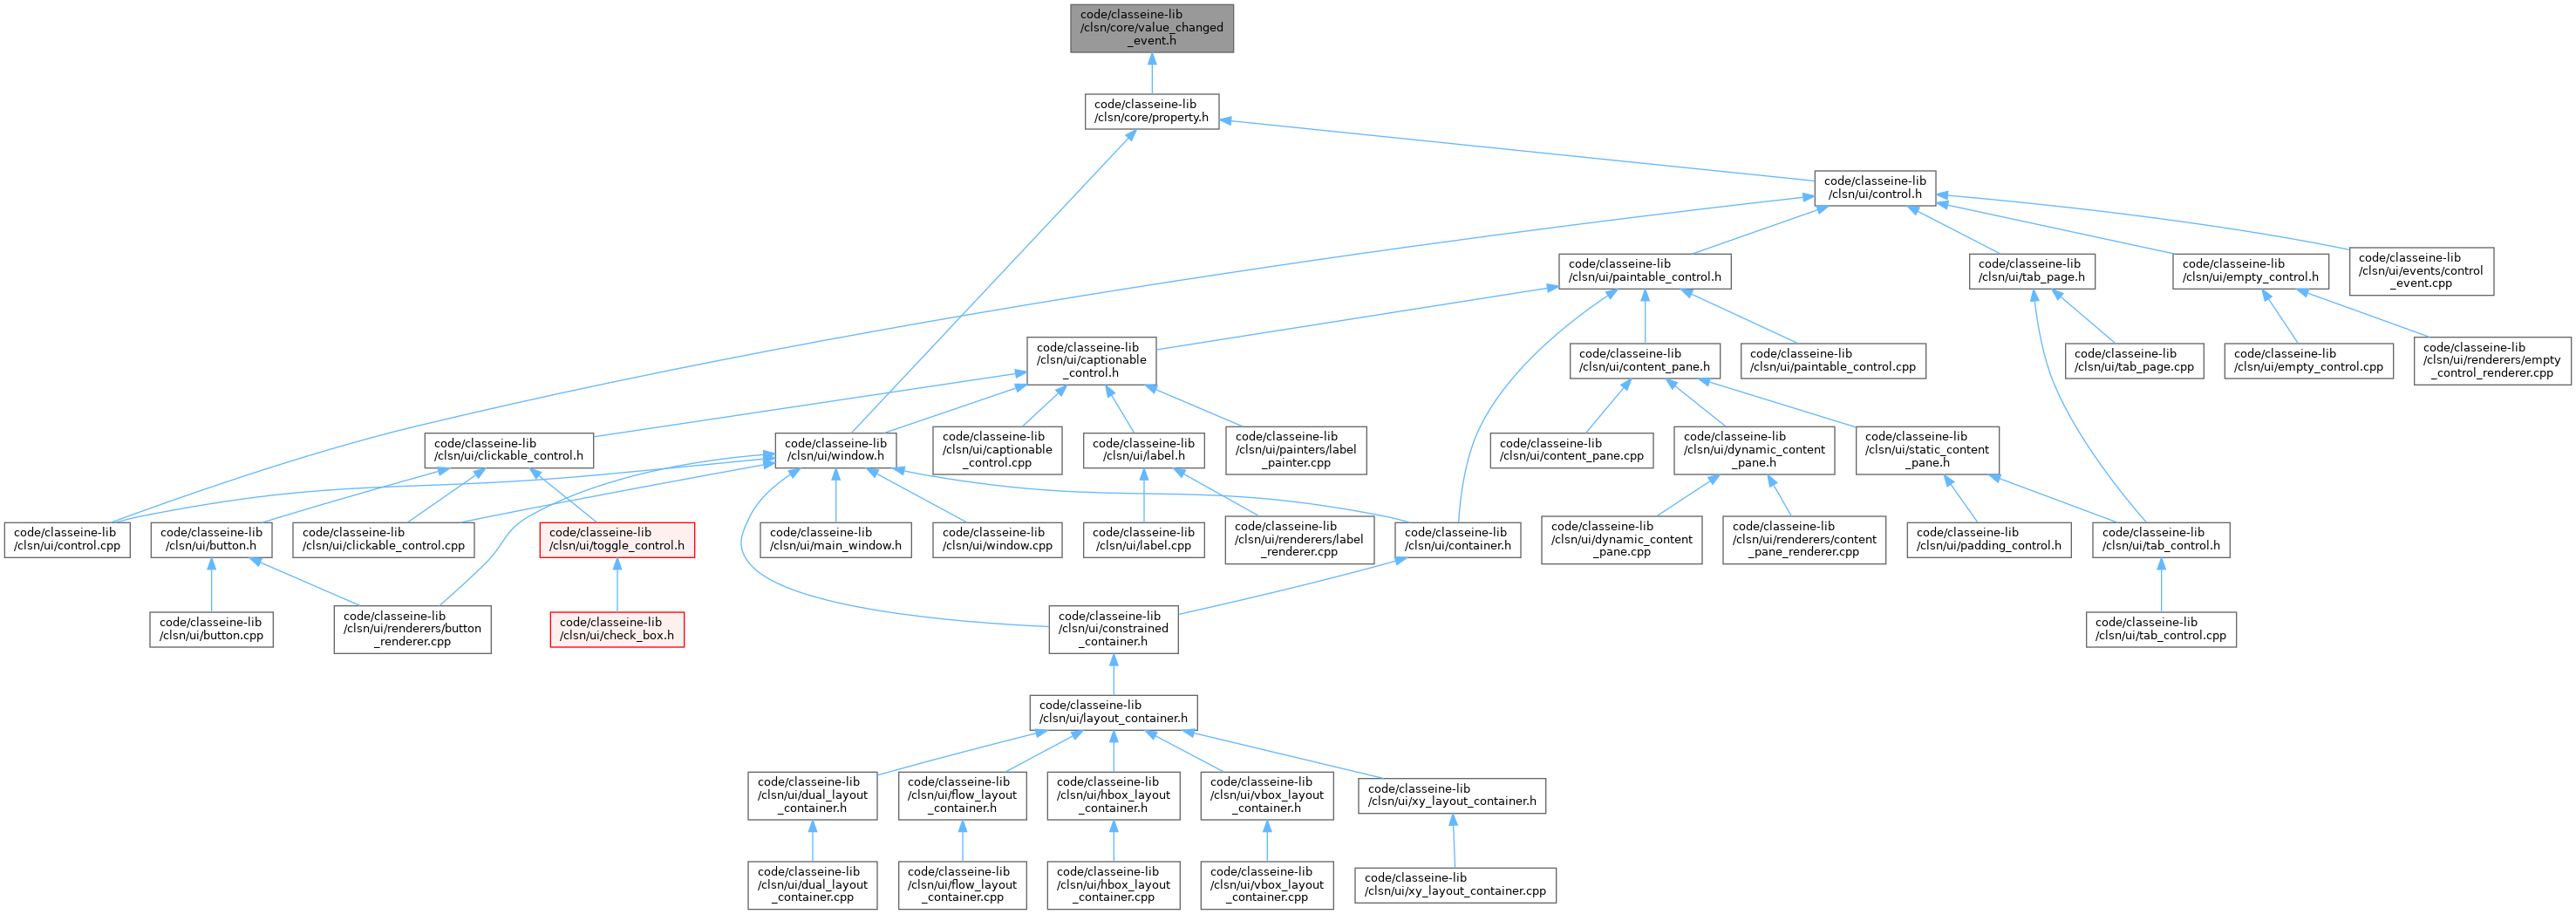 code/classeine-lib
/clsn/core/value_changed
_event.h
code/classeine-lib
/clsn/core/property.h
code/classeine-lib
/clsn/ui/control.h
code/classeine-lib
/clsn/ui/paintable_control.h
code/classeine-lib
/clsn/ui/tab_page.h
code/classeine-lib
/clsn/ui/empty_control.h
code/classeine-lib
/clsn/ui/events/control
_event.cpp
code/classeine-lib
/clsn/ui/captionable
_control.h
code/classeine-lib
/clsn/ui/content_pane.h
code/classeine-lib
/clsn/ui/paintable_control.cpp
code/classeine-lib
/clsn/ui/tab_page.cpp
code/classeine-lib
/clsn/ui/empty_control.cpp
code/classeine-lib
/clsn/ui/renderers/empty
_control_renderer.cpp
code/classeine-lib
/clsn/ui/clickable_control.h
code/classeine-lib
/clsn/ui/window.h
code/classeine-lib
/clsn/ui/captionable
_control.cpp
code/classeine-lib
/clsn/ui/label.h
code/classeine-lib
/clsn/ui/painters/label
_painter.cpp
code/classeine-lib
/clsn/ui/content_pane.cpp
code/classeine-lib
/clsn/ui/dynamic_content
_pane.h
code/classeine-lib
/clsn/ui/static_content
_pane.h
code/classeine-lib
/clsn/ui/control.cpp
code/classeine-lib
/clsn/ui/button.h
code/classeine-lib
/clsn/ui/clickable_control.cpp
code/classeine-lib
/clsn/ui/toggle_control.h
code/classeine-lib
/clsn/ui/main_window.h
code/classeine-lib
/clsn/ui/window.cpp
code/classeine-lib
/clsn/ui/label.cpp
code/classeine-lib
/clsn/ui/renderers/label
_renderer.cpp
code/classeine-lib
/clsn/ui/container.h
code/classeine-lib
/clsn/ui/dynamic_content
_pane.cpp
code/classeine-lib
/clsn/ui/renderers/content
_pane_renderer.cpp
code/classeine-lib
/clsn/ui/padding_control.h
code/classeine-lib
/clsn/ui/tab_control.h
code/classeine-lib
/clsn/ui/button.cpp
code/classeine-lib
/clsn/ui/renderers/button
_renderer.cpp
code/classeine-lib
/clsn/ui/check_box.h
code/classeine-lib
/clsn/ui/constrained
_container.h
code/classeine-lib
/clsn/ui/tab_control.cpp
code/classeine-lib
/clsn/ui/layout_container.h
code/classeine-lib
/clsn/ui/dual_layout
_container.h
code/classeine-lib
/clsn/ui/flow_layout
_container.h
code/classeine-lib
/clsn/ui/hbox_layout
_container.h
code/classeine-lib
/clsn/ui/vbox_layout
_container.h
code/classeine-lib
/clsn/ui/xy_layout_container.h
code/classeine-lib
/clsn/ui/dual_layout
_container.cpp
code/classeine-lib
/clsn/ui/flow_layout
_container.cpp
code/classeine-lib
/clsn/ui/hbox_layout
_container.cpp
code/classeine-lib
/clsn/ui/vbox_layout
_container.cpp
code/classeine-lib
/clsn/ui/xy_layout_container.cpp